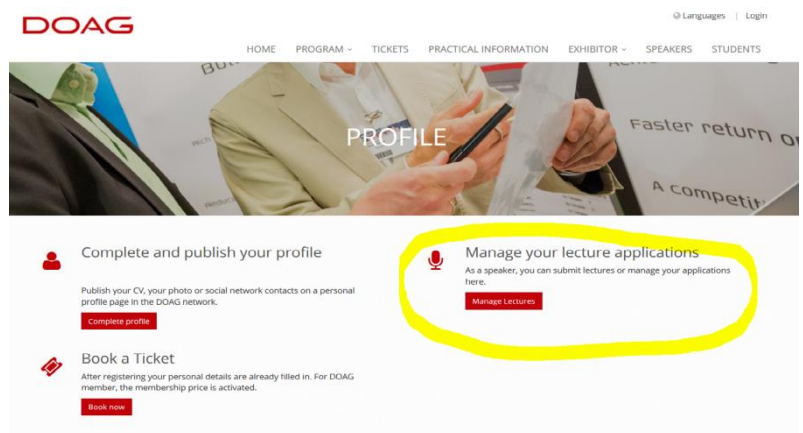 DOAG
Languages | Login
HOME PROGRAM TICKETS PRACTICAL INFORMATION EXHIBITOR SPEAKERS STUDENTS
Faster return o
PROFILE
A competit
Complete and publish your profile
Publish your CV, your photo or social network contacts on a personal
profile page in the DOAG network.
Complete profile
Manage your lecture applications
As a speaker, you can submit lectures or manage your applications
here.
Manage Lectures
Book a Ticket
After registering your personal details are already filled in. For DOAG
member, the membership price is activated.
Book now